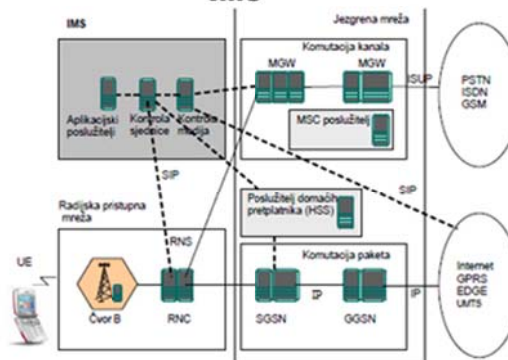 IMS
Jezgrena mreža
Komutacija kanala
MGW
MGW
ISUP
PSTN
ISDN
GSM
Aplikacijski
poslužitelji
Kontrola
sjednice
Kontrola
medija
MSC poslužitelj
SIP
SIP
Radijska pristupna
mreža
Poslužitelj domaćih
pretplatnika (HSS)
RNS
Komutacija paketa
UE
Čvor B
RNC
SGSN
IP
GGSN
IP
Internet
GPRS
EDGE
UMTS